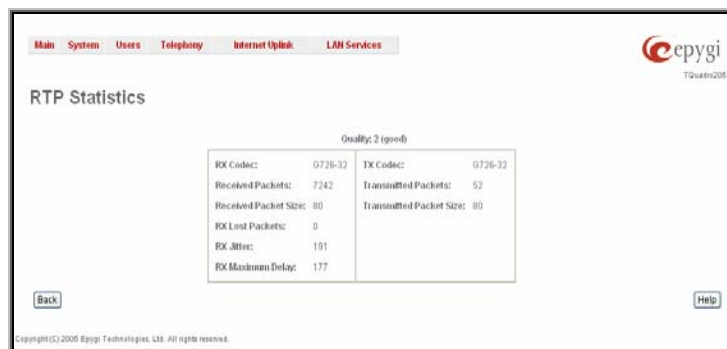 Main System Users Telephony Internet Uplink LAN Services
epygi
TQuadro205
RTP Statistics
Quality: 2 (good)
RX Codec: G726-32 TX Codec: G726-32
Received Packets: 7242 Transmitted Packets: 52
Received Packet Size: 80 Transmitted Packet Size: 80
RX Lost Packets: 0
RX Jitter: 191
RX Maximum Delay: 177
Back Help
Copyright (C) 2005 Epygi Technologies, Ltd. All rights reserved.